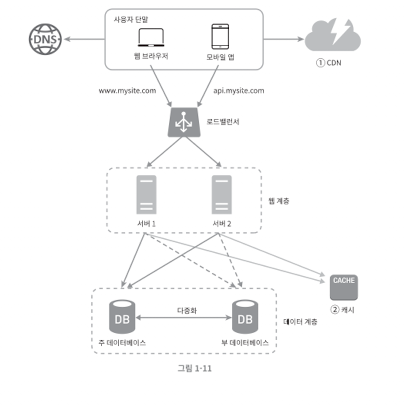 사용자 단말
DNS
웹 브라우저
모바일 앱
① CDN
www.mysite.com
api.mysite.com
로드밸런서
웹 계층
서버 1
서버 2
CACHE
② 캐시
다중화
DB
DB
데이터 계층
주 데이터베이스
부 데이터베이스
그림 1-11